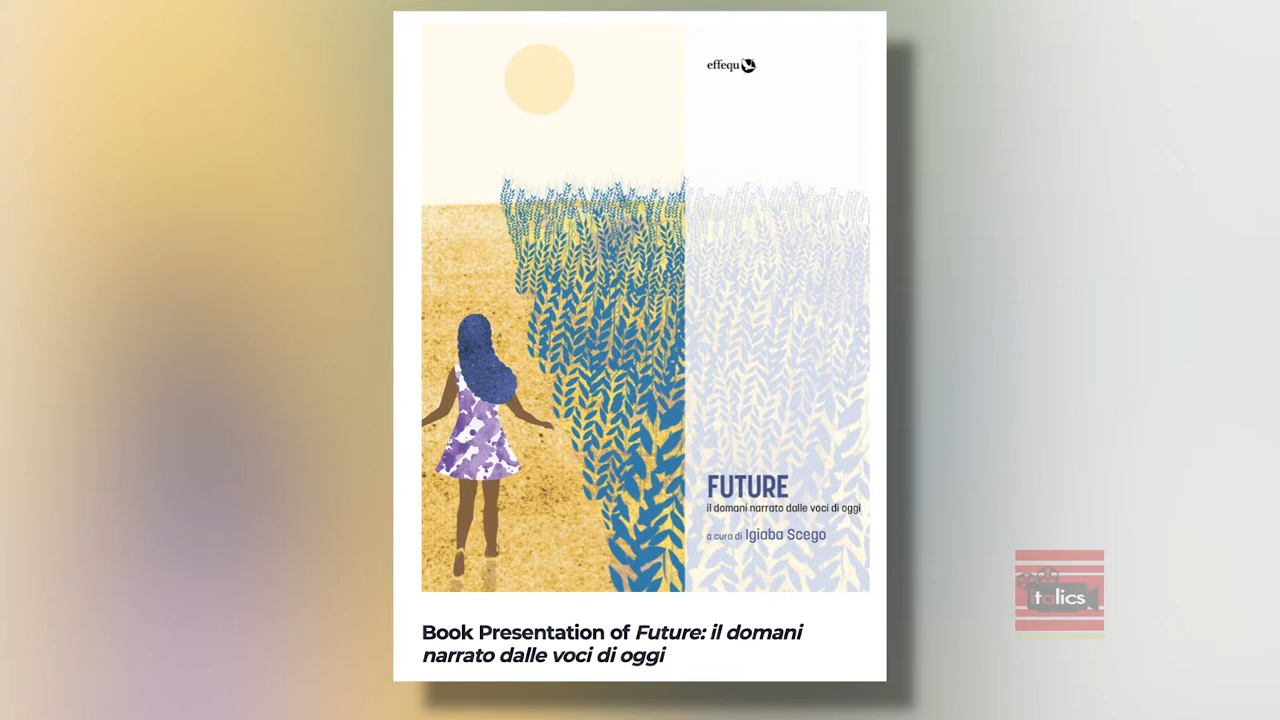 effequ
FUTURE
il domani narrato dalle voci di oggi
a cura di Igiaba Scego
Book Presentation of Future: il domani
narrato dalle voci di oggi
italics